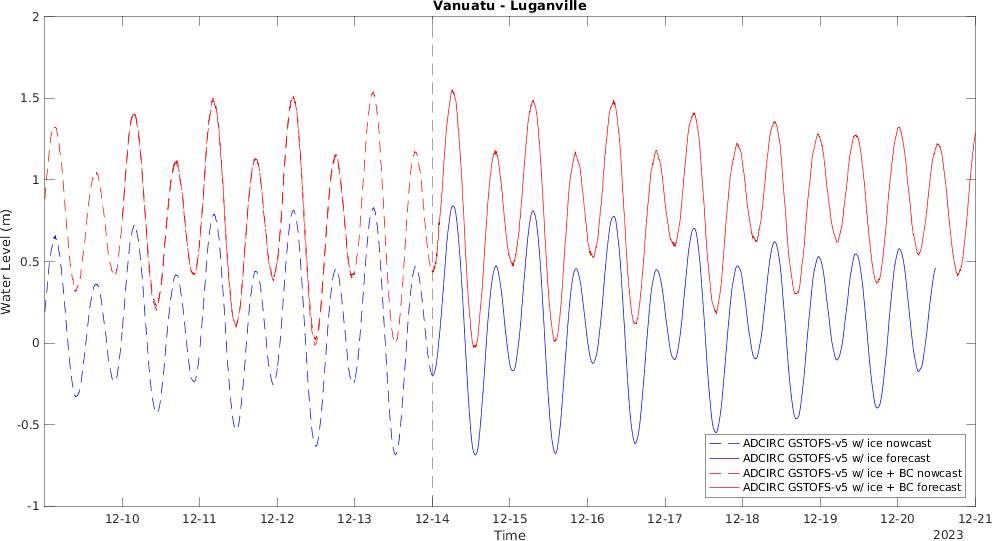 Vanuatu - Luganville
2
1.5
1
0.5
0
-0.5
-1
Water Level (m)
12-10 12-11 12-12 12-13 12-14 12-15 12-16 12-17 12-18 12-19 12-20 12-21
Time
2023
ADCIRC GSTOFS-v5 w/ ice nowcast
ADCIRC GSTOFS-v5 w/ ice forecast
ADCIRC GSTOFS-v5 w/ ice + BC nowcast
ADCIRC GSTOFS-v5 w/ ice + BC forecast